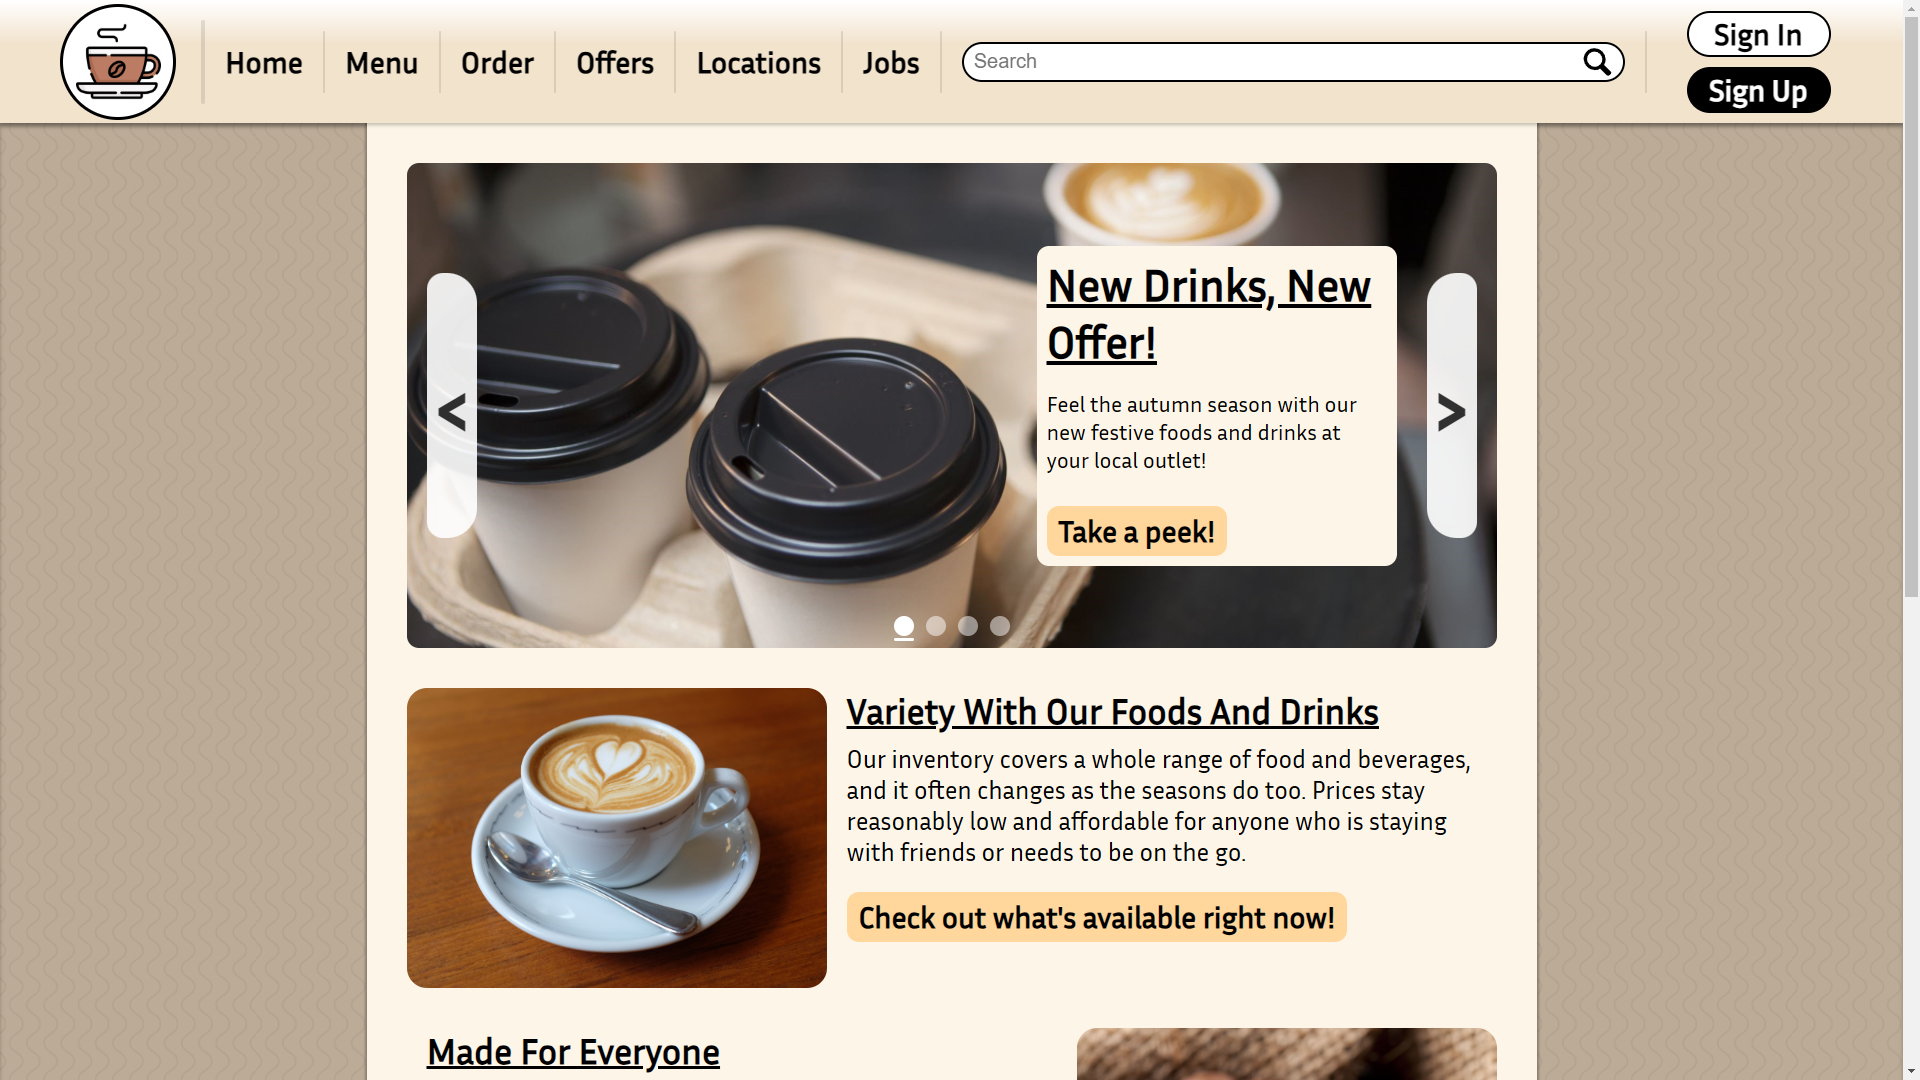 Home
Menu
Order
Offers
Locations
Jobs
Search
Sign In
Sign Up
<
New Drinks, New
Offer!
Feel the autumn season with our
new festive foods and drinks at
your local outlet!
Take a peek!
>
Variety With Our Foods And Drinks
Our inventory covers a whole range of food and beverages,
and it often changes as the seasons do too. Prices stay
reasonably low and affordable for anyone who is staying
with friends or needs to be on the go.
Check out what's available right now!
Made For Everyone